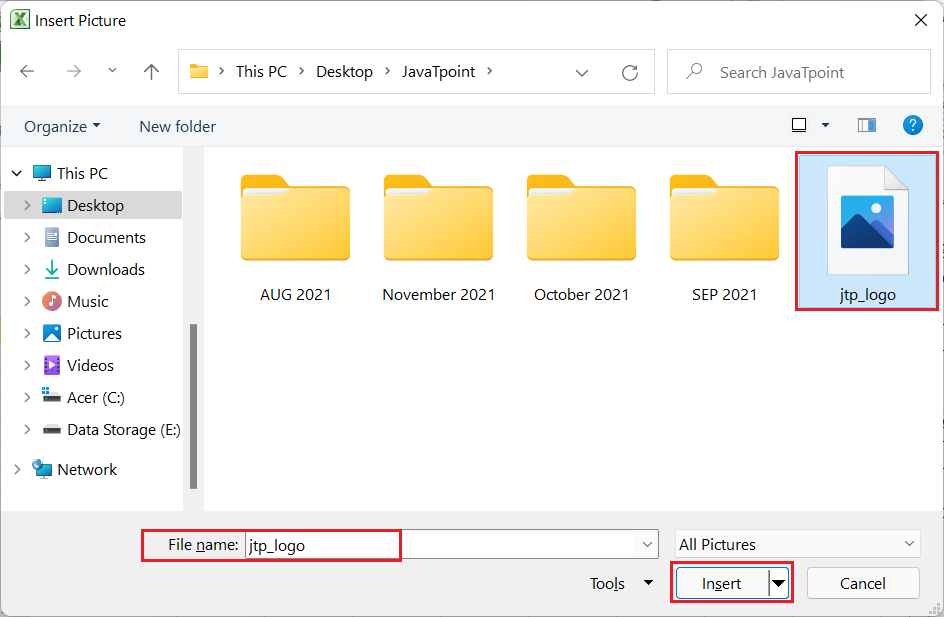 Insert Picture
This PC > Desktop > JavaTpoint >
Search JavaTpoint
Organize
New folder
?
This PC
Desktop
Documents
Downloads
Music
Pictures
Videos
Acer (C:)
Data Storage (E:)
Network
AUG 2021
November 2021
October 2021
SEP 2021
jtp_logo
File name: jtp_logo
All Pictures
Tools
Insert
Cancel